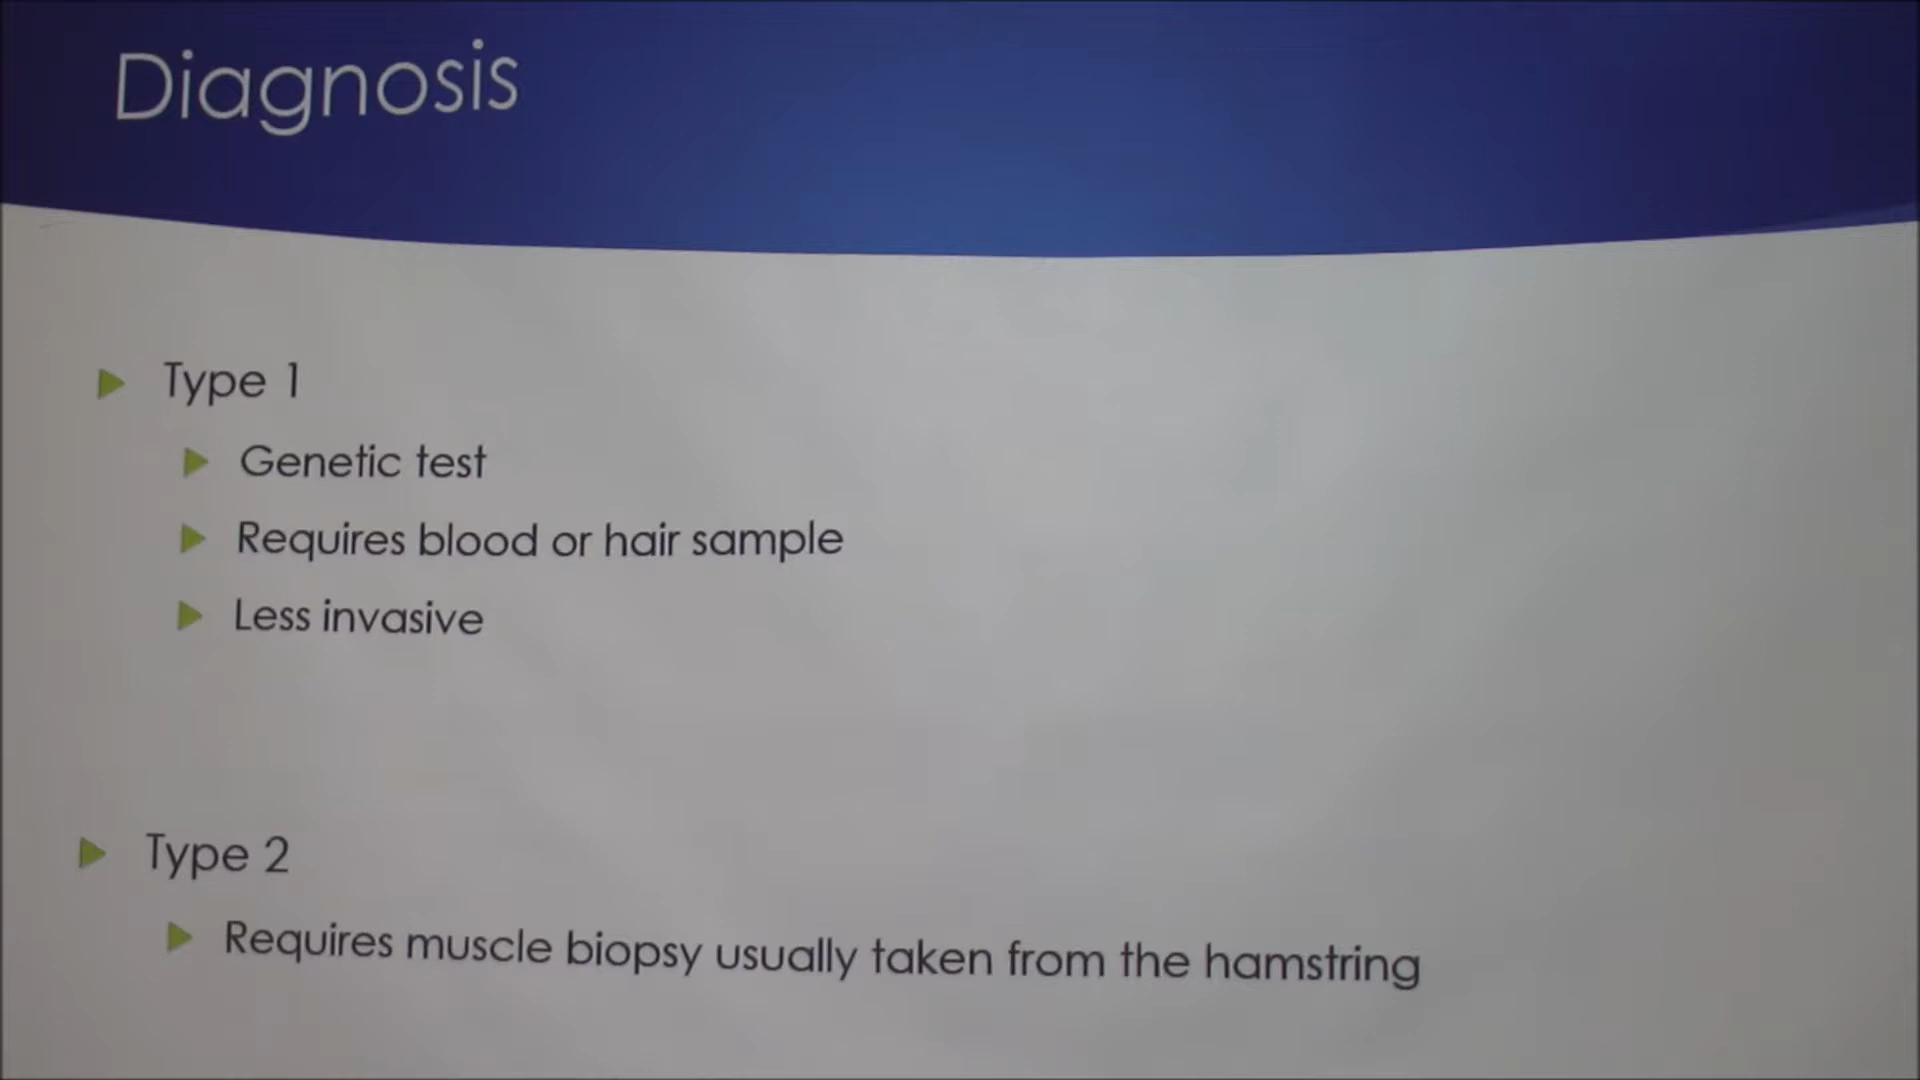 Diagnosis
Type 1
Genetic test
Requires blood or hair sample
Less invasive
Type 2
Requires muscle biopsy usually taken from the hamstring